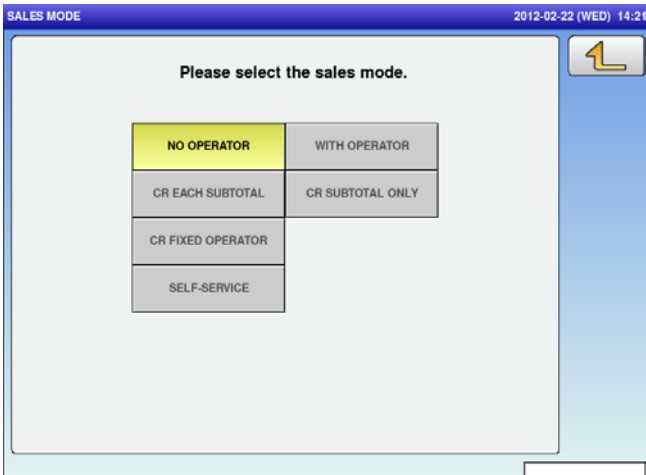 SALES MODE 2012-02-22 (WED) 14:21
Please select the sales mode.
NO OPERATOR WITH OPERATOR
CR EACH SUBTOTAL CR SUBTOTAL ONLY
CR FIXED OPERATOR
SELF-SERVICE